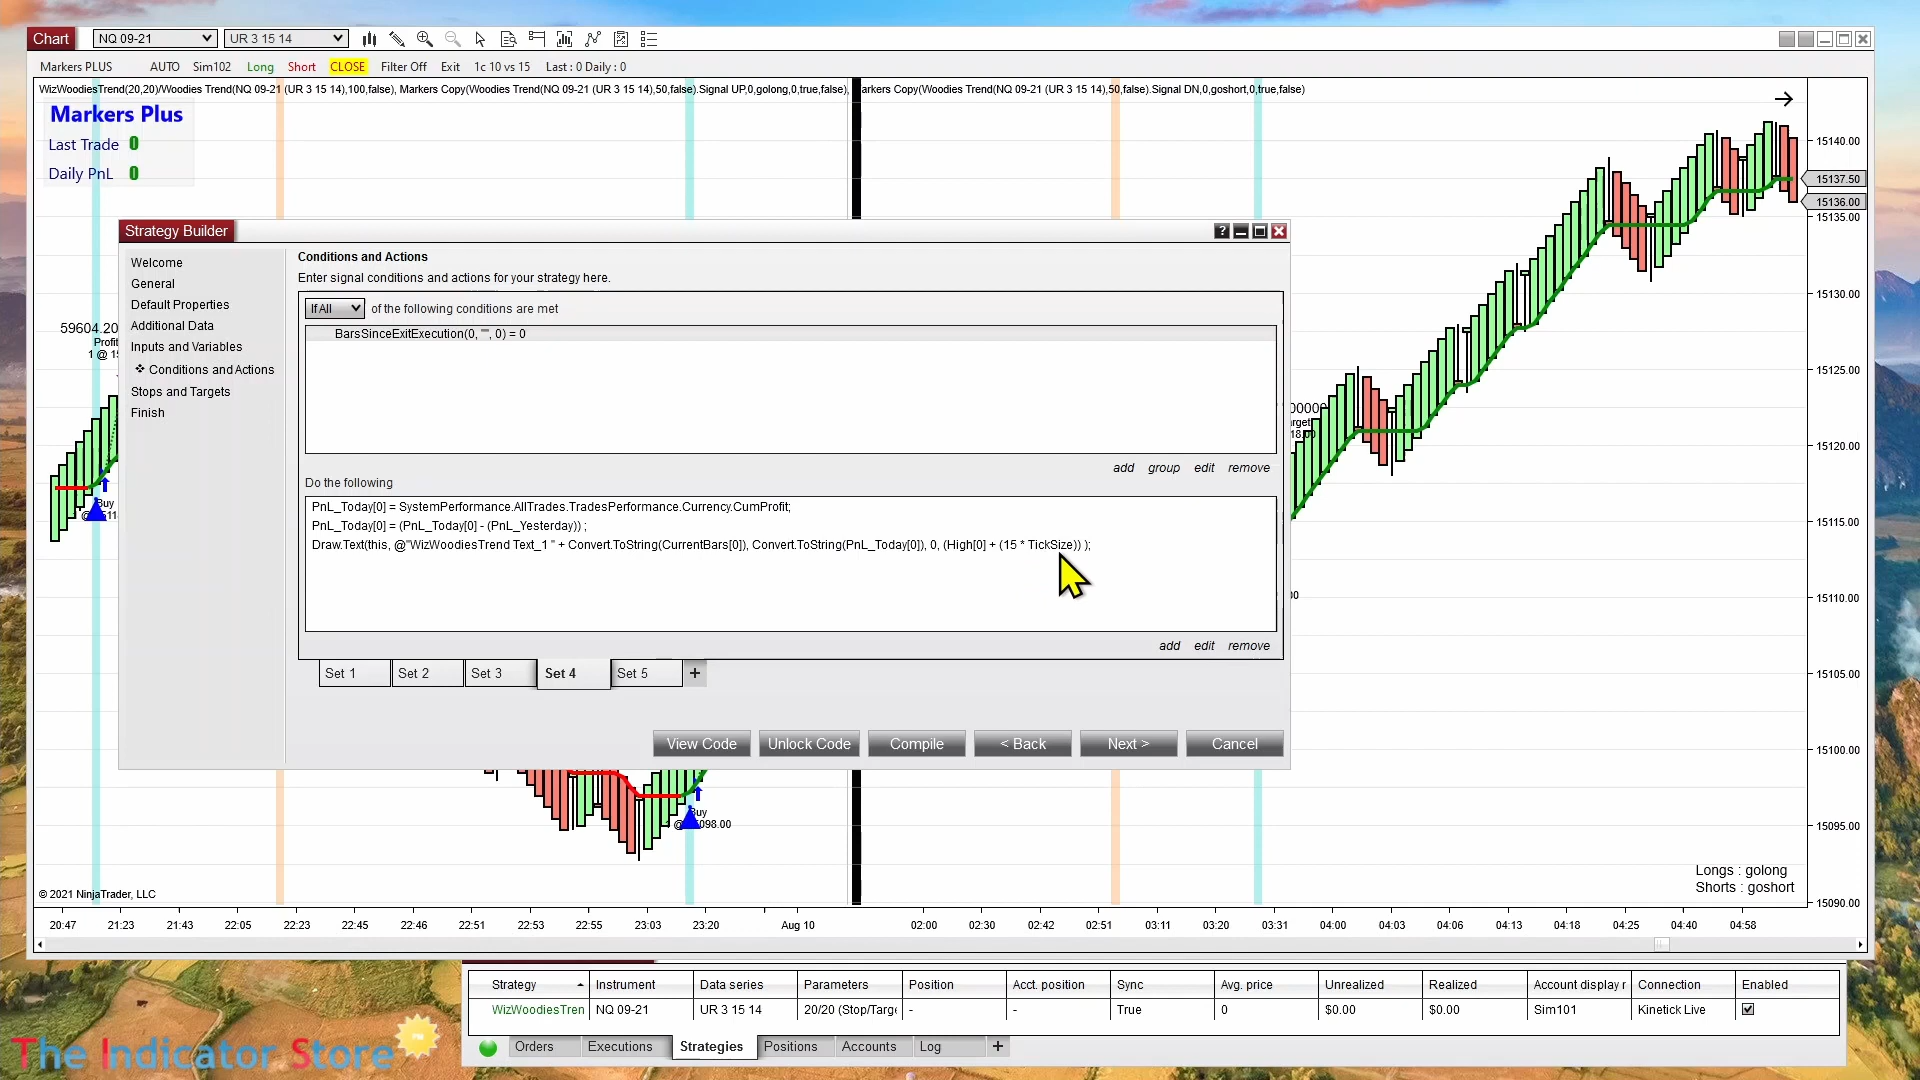 Chart
NQ 09-21
UR 3 15 14
Markers PLUS AUTO Sim102 Long Short CLOSE Filter Off Exit 1c 10 vs 15 Last : 0 Daily : 0
WizWoodiesTrend(20,20)/Woodies Trend(NQ 09-21 (UR 3 15 14),100,false), Markers Copy(Woodies Trend(NQ 09-21 (UR 3 15 14),50,false).Signal UP,0,golong,0,true,false), arkers Copy(Woodies Trend(NQ 09-21 (UR 3 15 14),50,false).Signal DN,0,goshort,0,true,false)
Markers Plus
Last Trade 0
Daily PnL 0
15140.00
15137.50
15136.00
15135.00
15130.00
15125.00
15120.00
15115.00
15110.00
15105.00
15100.00
15095.00
15090.00
59604.20
Profit
1 @ 15
Buy
Strategy Builder
Welcome
General
Default Properties
Additional Data
Inputs and Variables
Conditions and Actions
Stops and Targets
Finish
Conditions and Actions
Enter signal conditions and actions for your strategy here.
If All of the following conditions are met
BarsSinceExitExecution(0, "", 0) = 0
add group edit remove
Do the following
PnL_Today[0] = SystemPerformance.AllTrades.TradesPerformance.Currency.CumProfit;
PnL_Today[0] = (PnL_Today[0] - (PnL_Yesterday)) ;
Draw.Text(this, @"WizWoodiesTrend Text_1 " + Convert.ToString(CurrentBars[0]), Convert.ToString(PnL_Today[0]), 0, (High[0] + (15 * TickSize)) );
add edit remove
Set 1 Set 2 Set 3 Set 4 Set 5 +
View Code Unlock Code Compile < Back Next > Cancel
Buy
Longs : golong
Shorts : goshort
© 2021 NinjaTrader, LLC
20:47 21:23 21:43 22:05 22:23 22:45 22:46 22:51 22:53 22:55 23:03 23:20 Aug 10 02:00 02:30 02:42 02:51 03:11 03:20 03:31 04:00 04:03 04:06 04:13 04:18 04:25 04:40 04:58
Strategy Instrument Data series Parameters Position Acct. position Sync Avg. price Unrealized Realized Account display r Connection Enabled
WizWoodiesTren NQ 09-21 UR 3 15 14 20/20 (Stop/Targe - - True 0 $0.00 $0.00 Sim101 Kinetick Live
Orders Executions Strategies Positions Accounts Log +
The Indicator Store